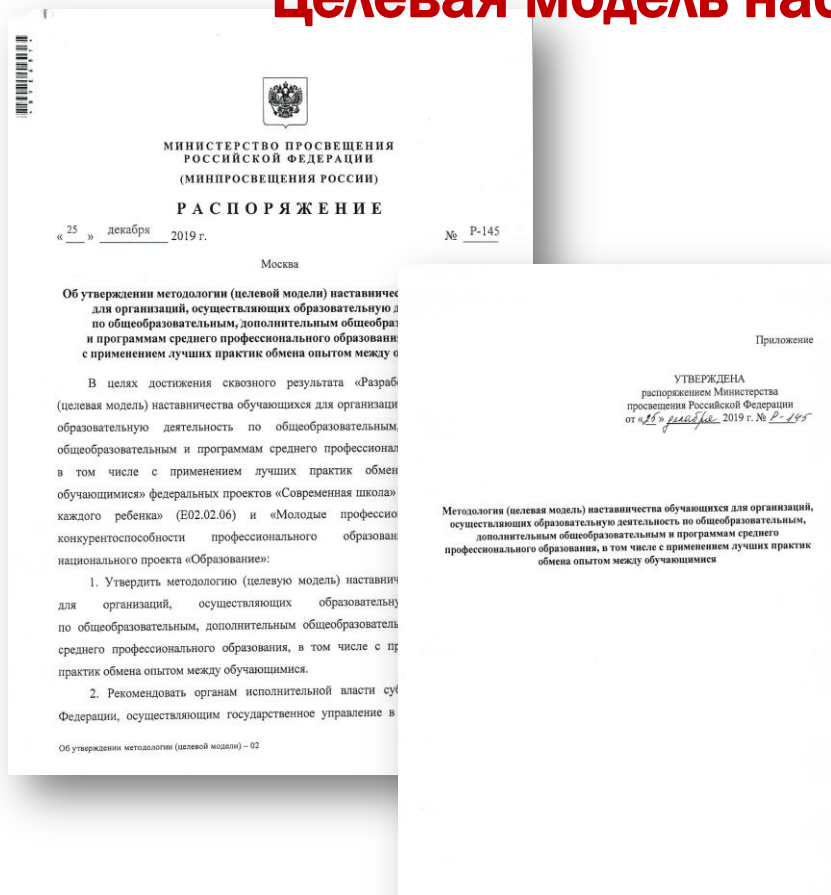 Целевая модель нас
МИНИСТЕРСТВО ПРОСВЕЩЕНИЯ
РОССИЙСКОЙ ФЕДЕРАЦИИ
(МИНПРОСВЕЩЕНИЯ РОССИИ)
РАСПОРЯЖЕНИЕ
« 25 » декабря 2019 г.
№ Р-145
Москва
Об утверждении методологии (целевой модели) наставничес
для организаций, осуществляющих образовательную д
по общеобразовательным, дополнительным общеобраз
и программам среднего профессионального образовани
с применением лучших практик обмена опытом между о
В целях достижения сквозного результата «Разраб
(целевая модель) наставничества обучающихся для организаци
образовательную деятельность по общеобразовательным,
общеобразовательным и программам среднего профессионал
в том числе с применением лучших практик обмен
обучающимися» федеральных проектов «Современная школа»
каждого ребенка» (Е02.02.06) и «Молодые профессио
конкурентоспособности профессионального образован
национального проекта «Образование»:
1. Утвердить методологию (целевую модель) наставнич
для организаций, осуществляющих образовательну
по общеобразовательным, дополнительным общеобразователь
среднего профессионального образования, в том числе с пр
практик обмена опытом между обучающимися.
2. Рекомендовать органам исполнительной власти суб
Федерации, осуществляющим государственное управление в
Об утверждении методологии (целевой модели) – 02
Приложение
УТВЕРЖДЕНА
распоряжением Министерства
просвещения Российской Федерации
от «25» декабря 2019 г. № Р-145
Методология (целевая модель) наставничества обучающихся для организаций,
осуществляющих образовательную деятельность по общеобразовательным,
дополнительным общеобразовательным и программам среднего
профессионального образования, в том числе с применением лучших практик
обмена опытом между обучающимися